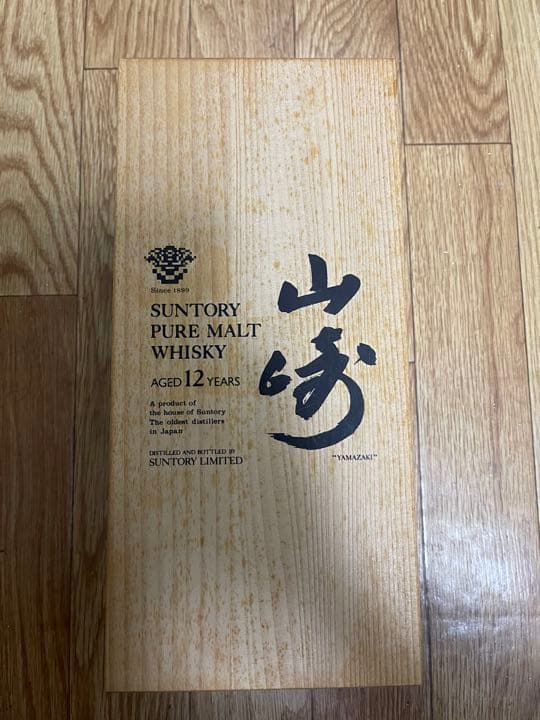 Since 1899
SUNTORY
PURE MALT
WHISKY
AGED 12 YEARS
A product of
the house of Suntory
The oldest distillers
in Japan
DISTILLED AND BOTTLED BY
SUNTORY LIMITED
山崎
"YAMAZAKI"